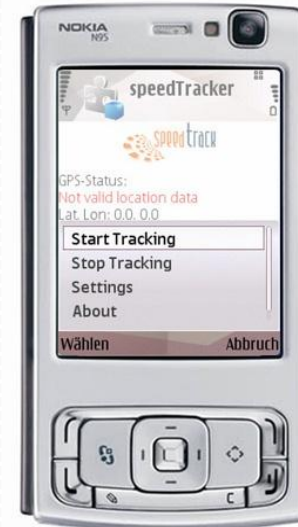 NOKIA
N95
speedTracker
speedtrack
GPS-Status:
Not valid location data
Lat. Lon: 0.0. 0.0
Start Tracking
Stop Tracking
Settings
About
Wählen
Abbruch
C